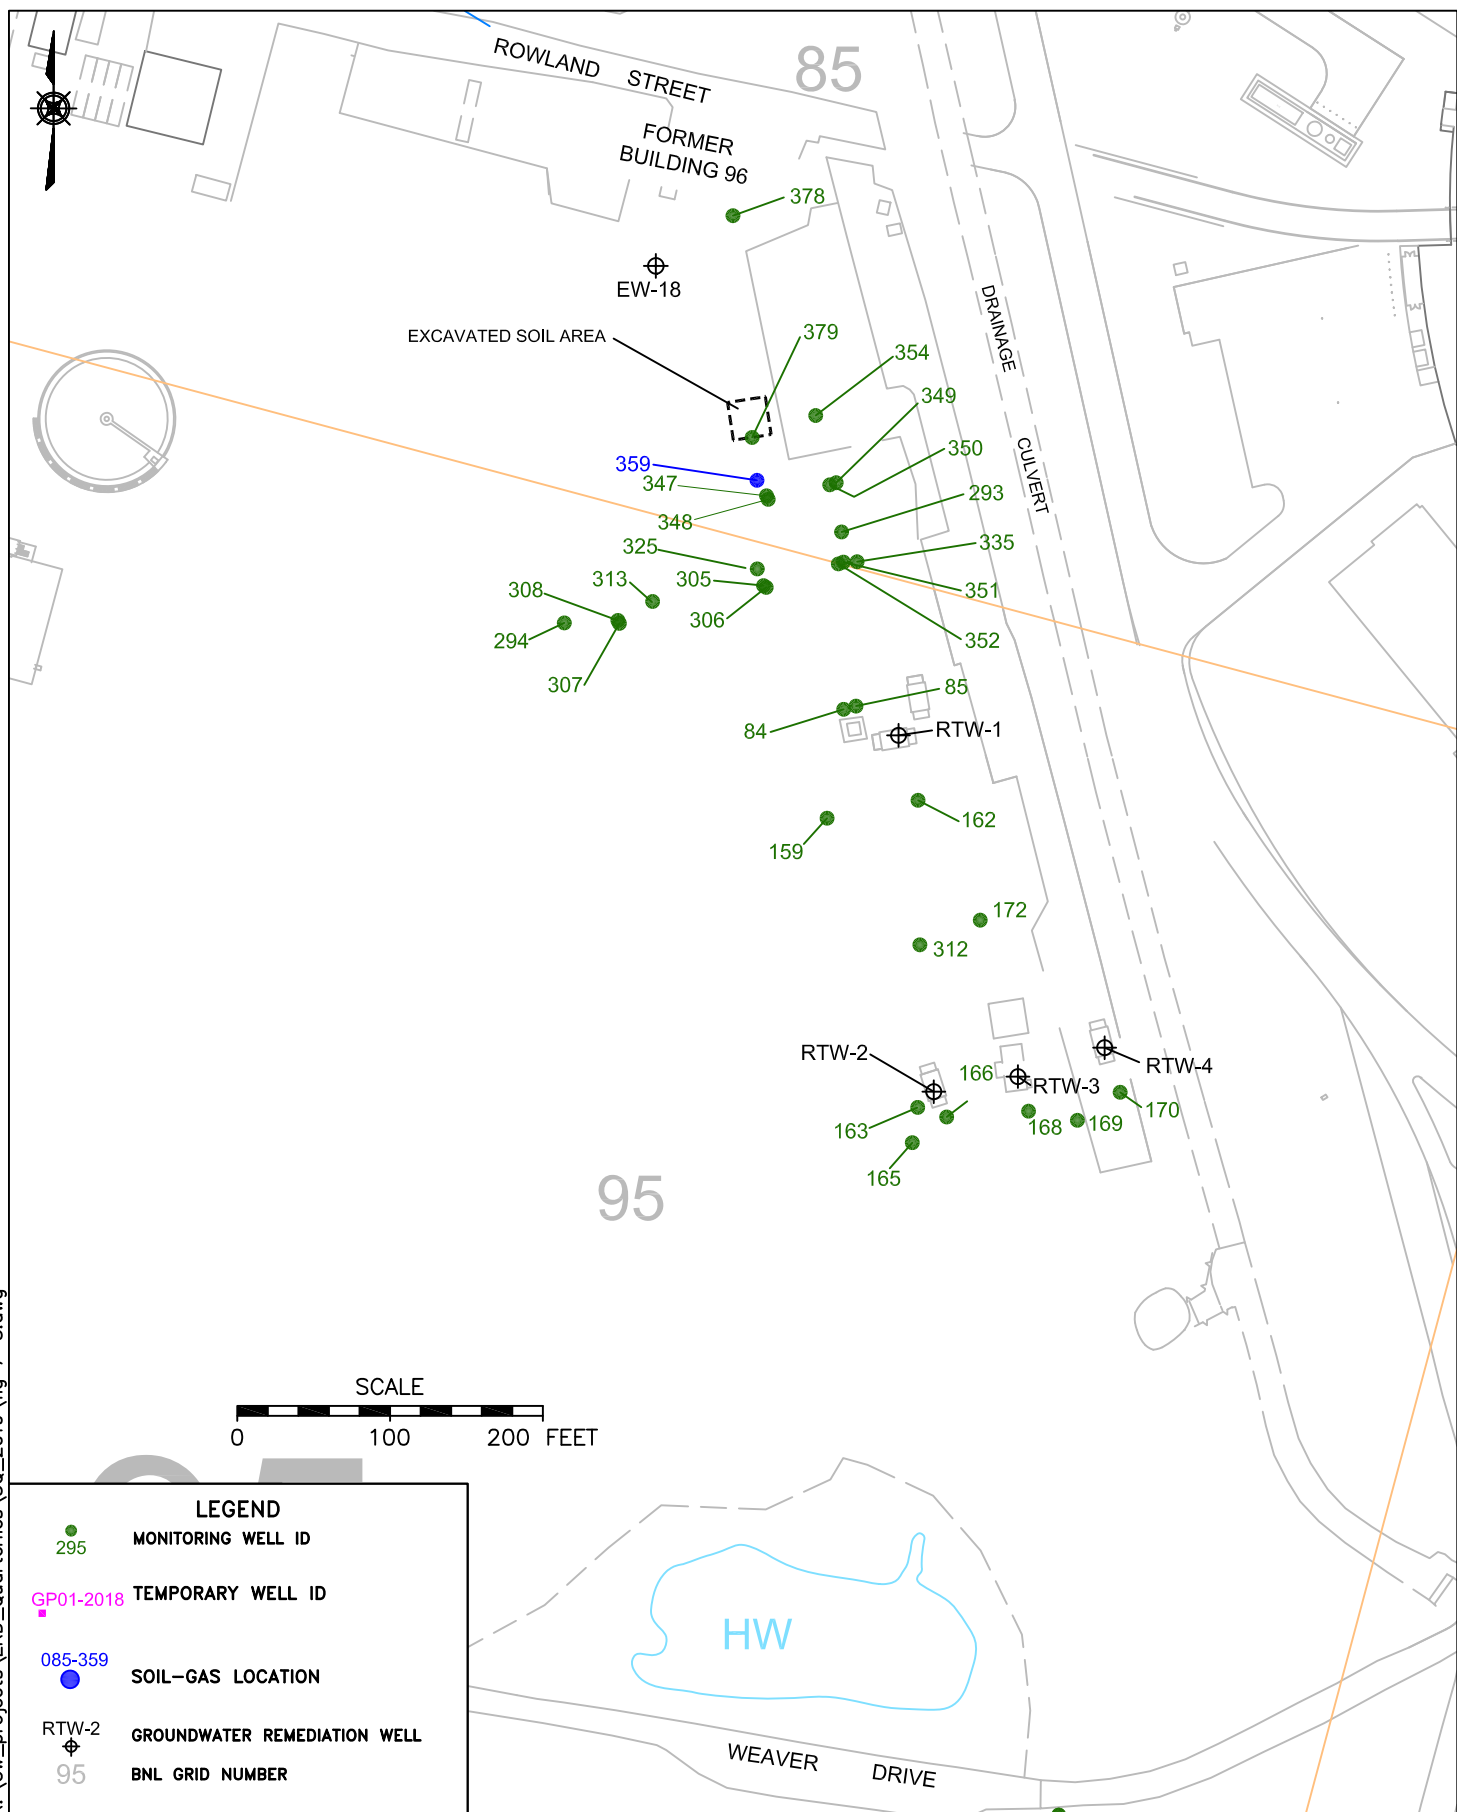 ROWLAND STREET
85
FORMER
BUILDING 96
378
EW-18
DRAINAGE
CULVERT
EXCAVATED SOIL AREA
379
354
349
350
359
347
348
293
325
335
313
305
351
308
306
294
352
307
85
84
RTW-1
162
159
172
312
RTW-2
166
RTW-4
RTW-3
163
168
169
170
165
95
SCALE
0 100 200 FEET
LEGEND
295
MONITORING WELL ID
GP01-2018
TEMPORARY WELL ID
085-359
SOIL-GAS LOCATION
RTW-2
GROUNDWATER REMEDIATION WELL
95
BNL GRID NUMBER
HW
WEAVER DRIVE